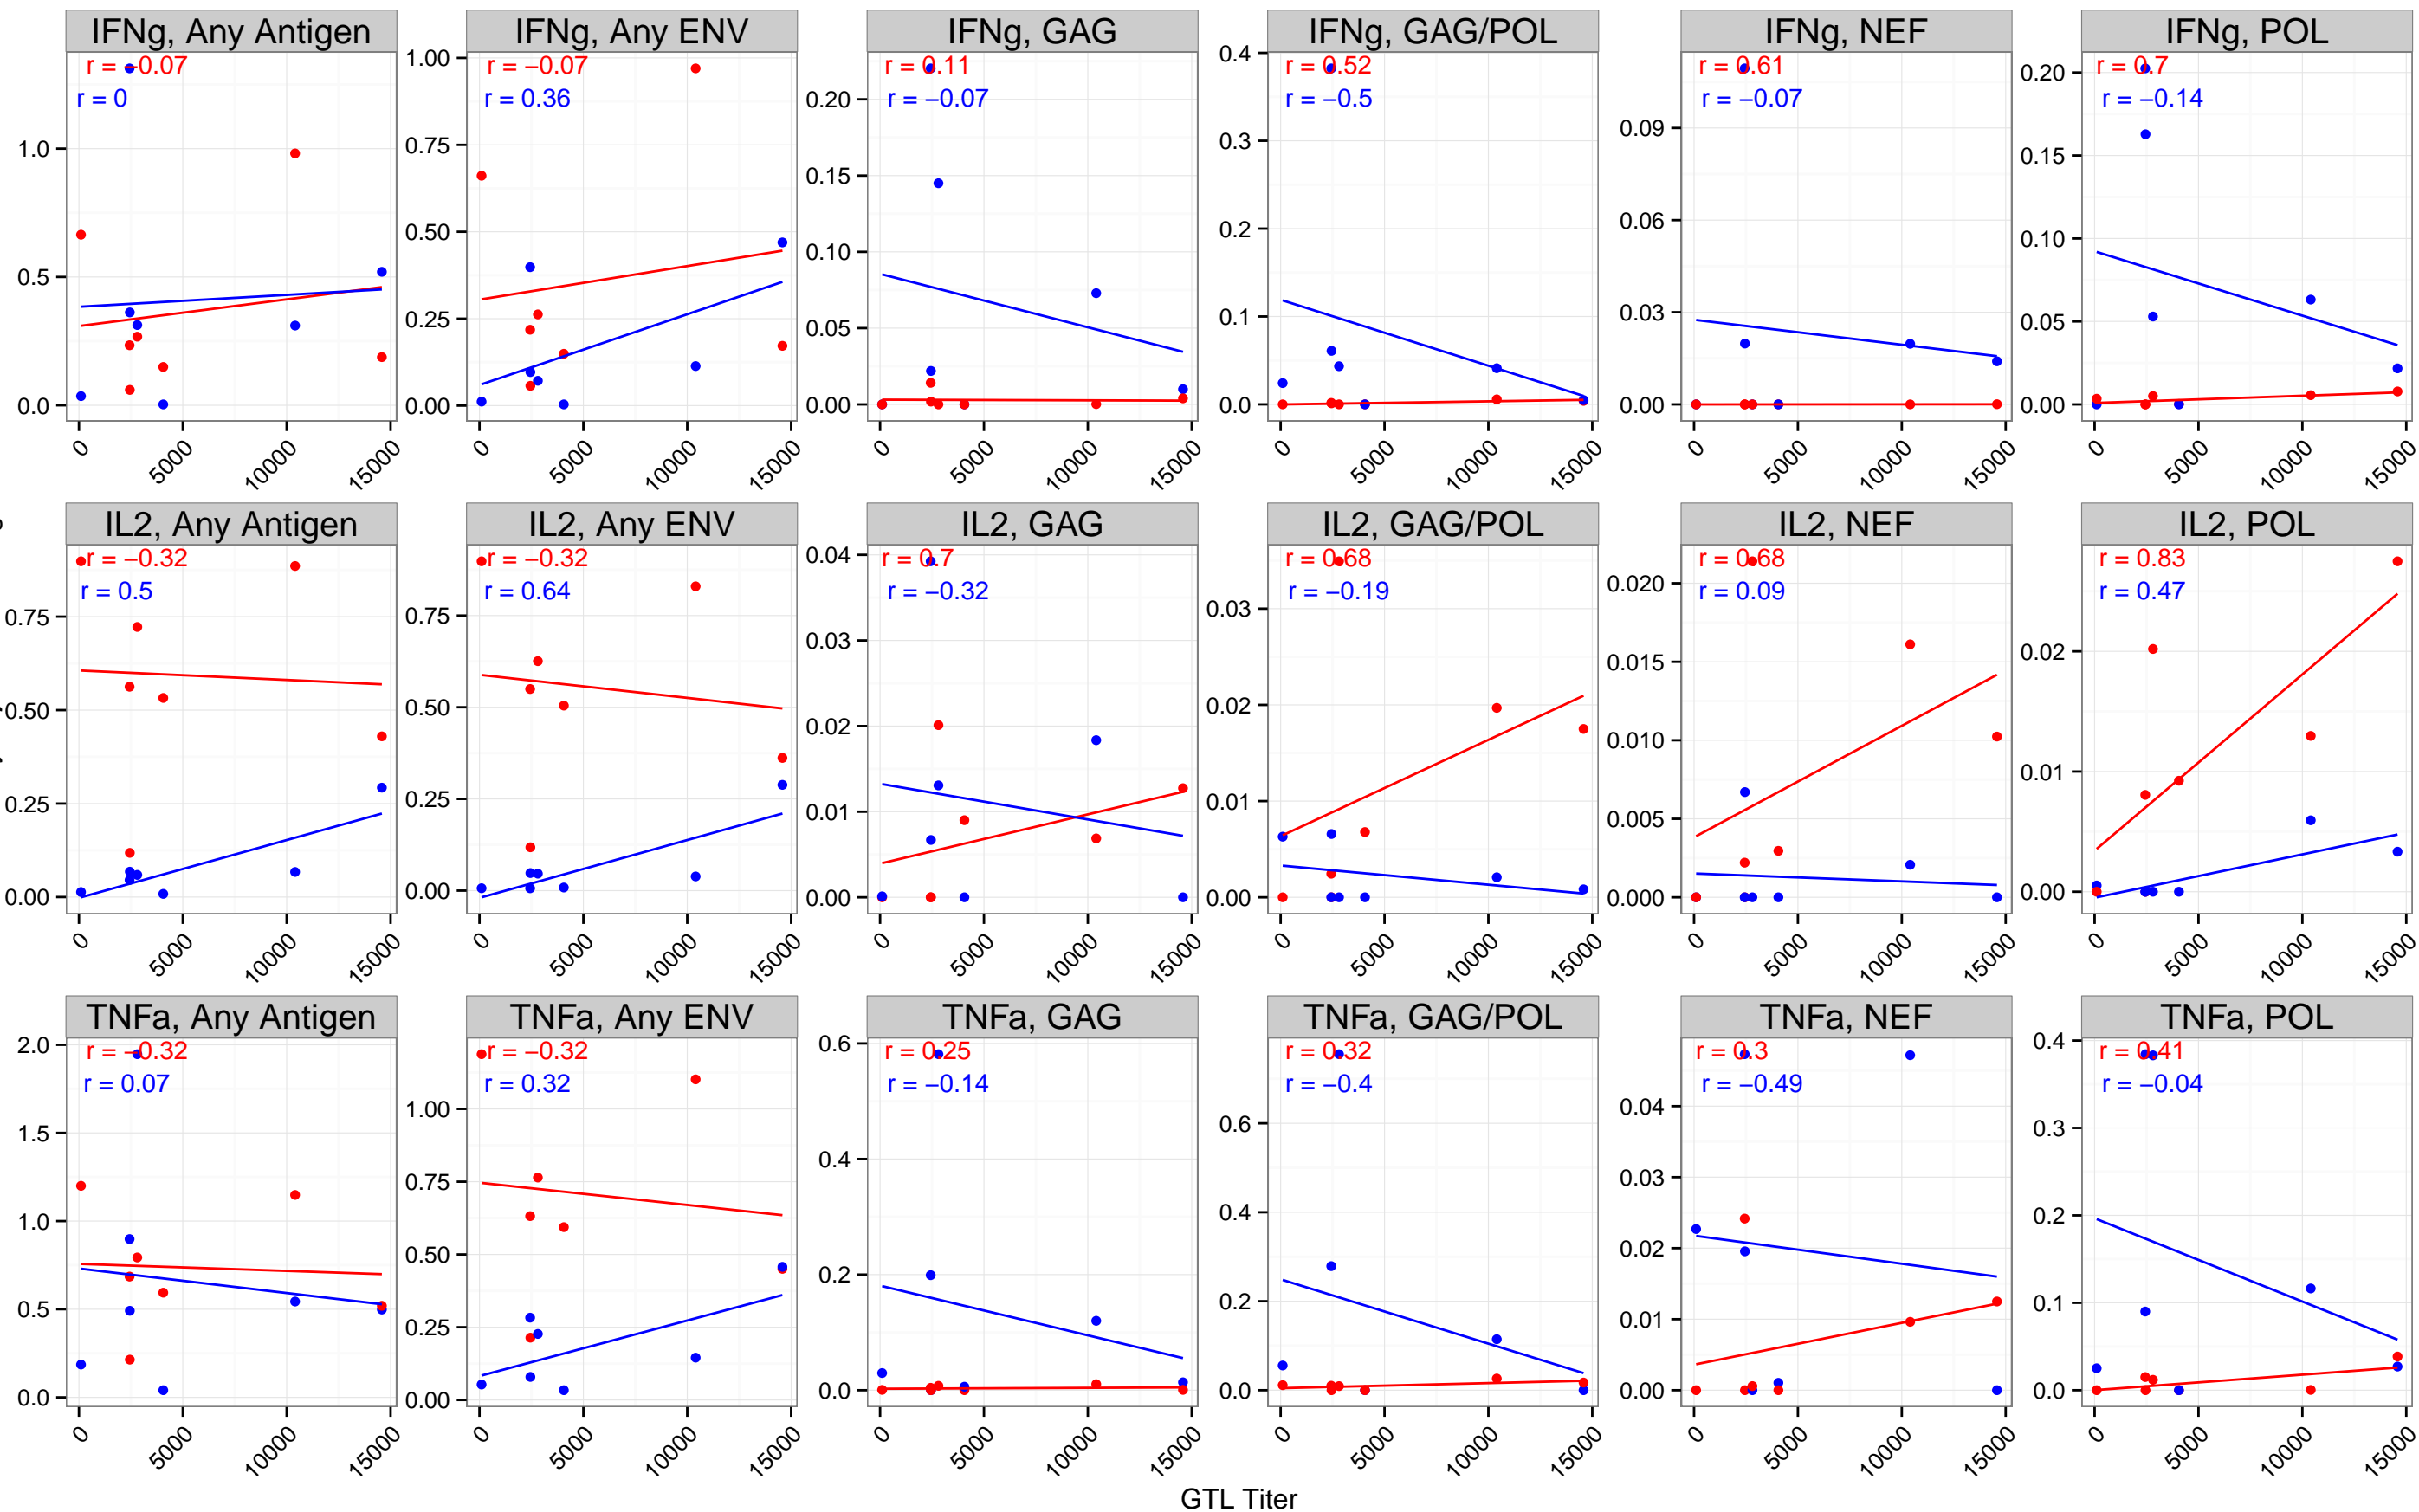 IFNg, Any Antigen
r = −0.07
r = 0
1.0
0.5
0.0
0 5000 10000 15000
IFNg, Any ENV
r = −0.07
r = 0.36
1.00
0.75
0.50
0.25
0.00
0 5000 10000 15000
IFNg, GAG
r = 0.11
r = −0.07
0.20
0.15
0.10
0.05
0.00
0 5000 10000 15000
IFNg, GAG/POL
r = 0.52
r = −0.5
0.4
0.3
0.2
0.1
0.0
0 5000 10000 15000
IFNg, NEF
r = 0.61
r = −0.07
0.09
0.06
0.03
0.00
0 5000 10000 15000
IFNg, POL
r = 0.7
r = −0.14
0.20
0.15
0.10
0.05
0.00
0 5000 10000 15000
IL2, Any Antigen
r = −0.32
r = 0.5
0.75
0.50
0.25
0.00
0 5000 10000 15000
IL2, Any ENV
r = −0.32
r = 0.64
0.75
0.50
0.25
0.00
0 5000 10000 15000
IL2, GAG
r = 0.7
r = −0.32
0.04
0.03
0.02
0.01
0.00
0 5000 10000 15000
IL2, GAG/POL
r = 0.68
r = −0.19
0.03
0.02
0.01
0.00
0 5000 10000 15000
IL2, NEF
r = 0.68
r = 0.09
0.020
0.015
0.010
0.005
0.000
0 5000 10000 15000
IL2, POL
r = 0.83
r = 0.47
0.02
0.01
0.00
0 5000 10000 15000
TNFa, Any Antigen
r = −0.32
r = 0.07
2.0
1.5
1.0
0.5
0.0
0 5000 10000 15000
TNFa, Any ENV
r = −0.32
r = 0.32
1.00
0.75
0.50
0.25
0.00
0 5000 10000 15000
TNFa, GAG
r = 0.25
r = −0.14
0.6
0.4
0.2
0.0
0 5000 10000 15000
TNFa, GAG/POL
r = 0.32
r = −0.4
0.6
0.4
0.2
0.0
0 5000 10000 15000
TNFa, NEF
r = 0.3
r = −0.49
0.04
0.03
0.02
0.01
0.00
0 5000 10000 15000
TNFa, POL
r = 0.41
r = −0.04
0.4
0.3
0.2
0.1
0.0
0 5000 10000 15000
GTL Titer